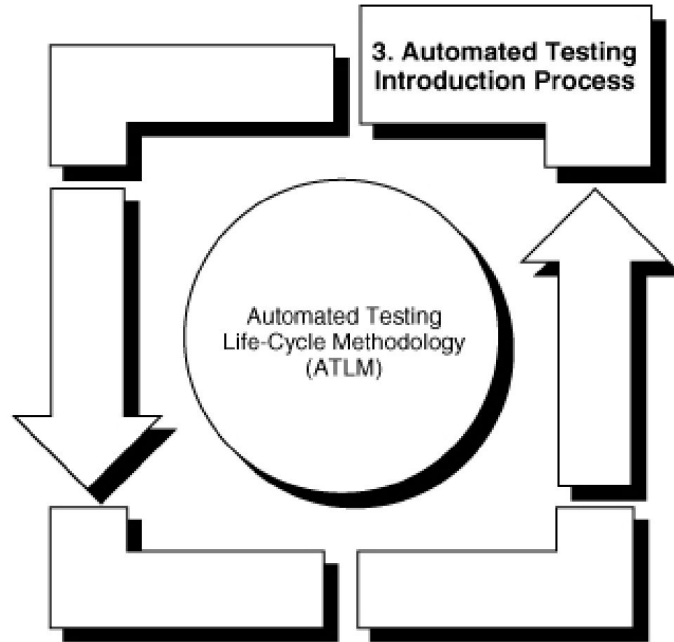 3. Automated Testing
Introduction Process
Automated Testing
Life-Cycle Methodology
(ATLM)